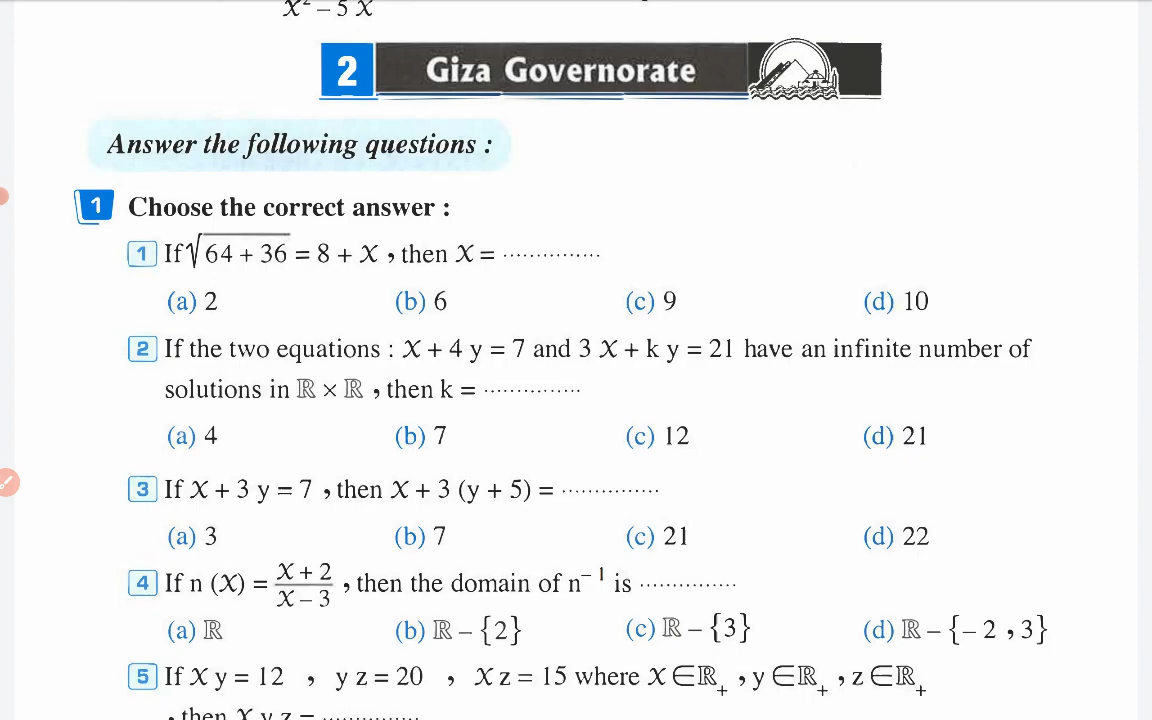 x² – 5 x
2 Giza Governorate
Answer the following questions :
1 Choose the correct answer :
1 If √64 + 36 = 8 + x , then x = ...............
(a) 2 (b) 6 (c) 9 (d) 10
2 If the two equations : x + 4 y = 7 and 3 x + k y = 21 have an infinite number of
solutions in ℝ × ℝ , then k = ...............
(a) 4 (b) 7 (c) 12 (d) 21
3 If x + 3 y = 7 , then x + 3 (y + 5) = ...............
(a) 3 (b) 7 (c) 21 (d) 22
4 If n (x) = x + 2 / x – 3 , then the domain of n⁻¹ is ...............
(a) ℝ (b) ℝ – {2} (c) ℝ – {3} (d) ℝ – {– 2 , 3}
5 If x y = 12 , y z = 20 , x z = 15 where x ∈ ℝ₊ , y ∈ ℝ₊ , z ∈ ℝ₊
, then x y z = ...............